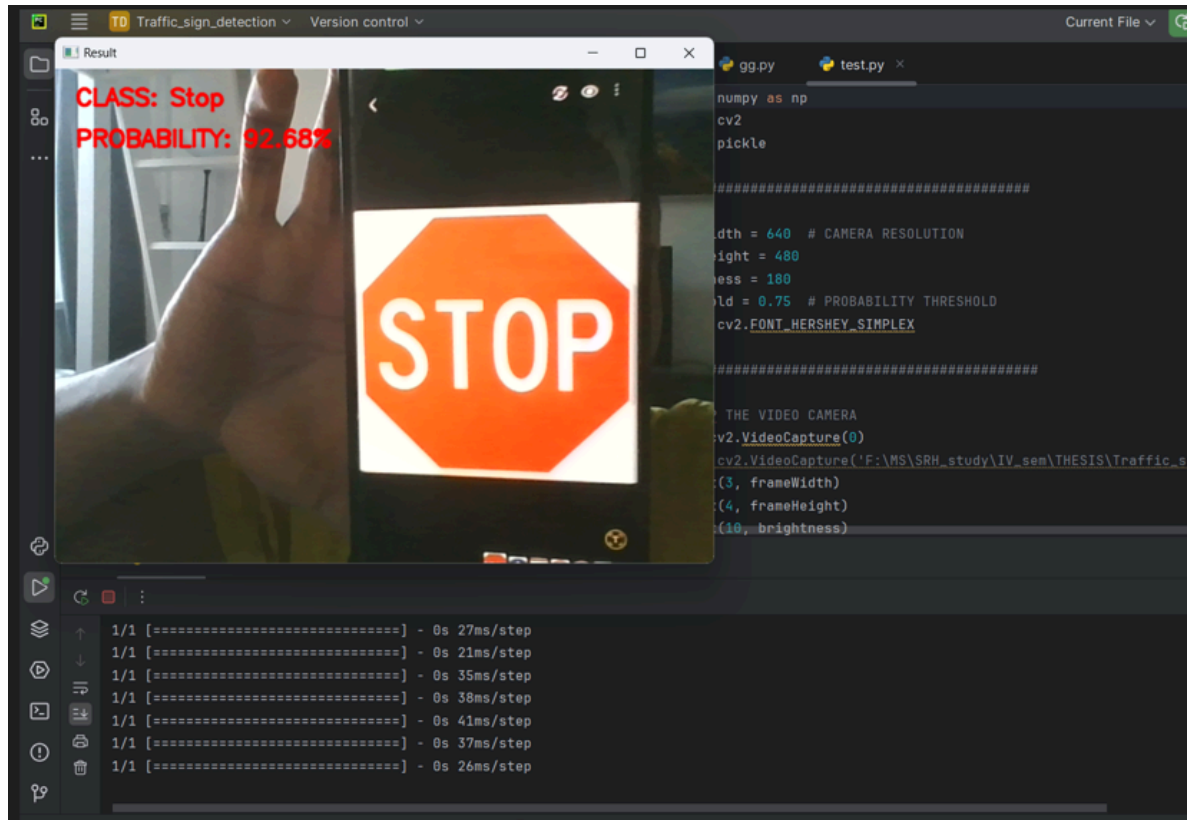 TD Traffic_sign_detection Version control Current File
Result
gg.py test.py
CLASS: Stop
PROBABILITY: 92.68%
STOP
numpy as np
cv2
pickle
######################################
dth = 640 # CAMERA RESOLUTION
eight = 480
ness = 180
ld = 0.75 # PROBABILITY THRESHOLD
cv2.FONT_HERSHEY_SIMPLEX
#######################################
THE VIDEO CAMERA
v2.VideoCapture(0)
cv2.VideoCapture('F:\MS\SRH_study\IV_sem\THESIS\Traffic_s
(3, frameWidth)
(4, frameHeight)
(10, brightness)
1/1 [==============================] - 0s 27ms/step
1/1 [==============================] - 0s 21ms/step
1/1 [==============================] - 0s 35ms/step
1/1 [==============================] - 0s 38ms/step
1/1 [==============================] - 0s 41ms/step
1/1 [==============================] - 0s 37ms/step
1/1 [==============================] - 0s 26ms/step